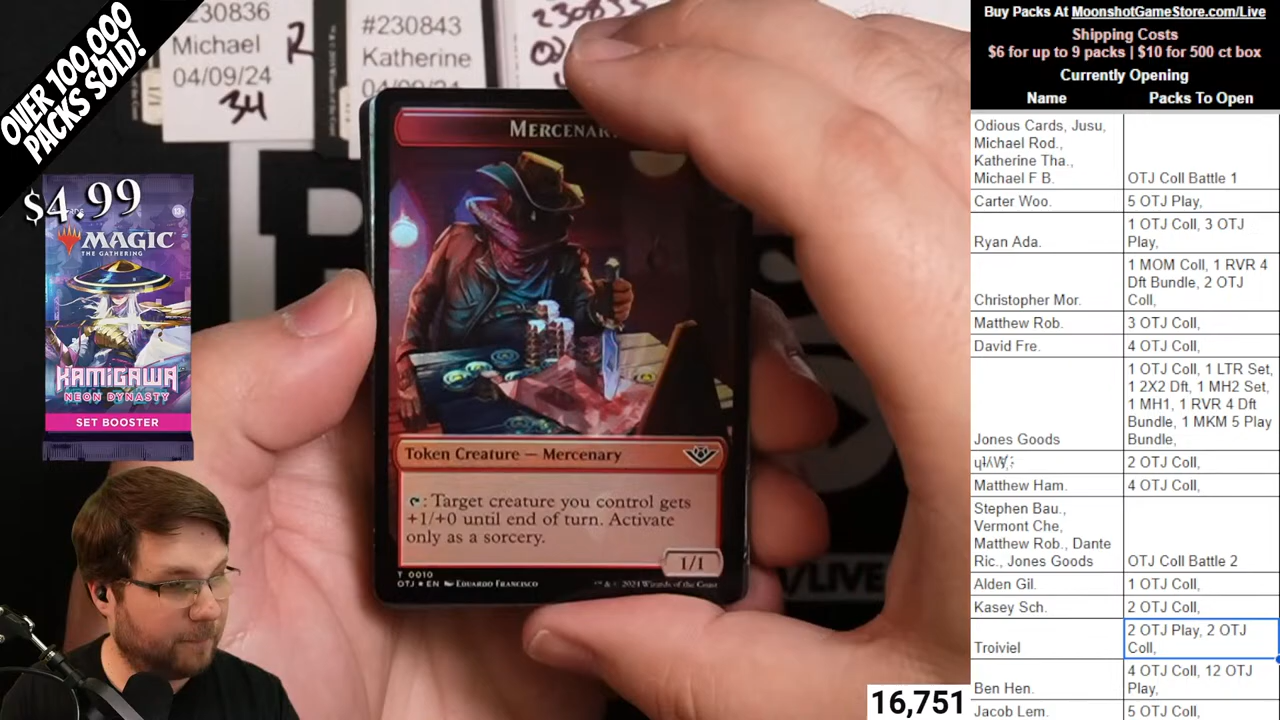 OVER 100,000
PACKS SOLD!
#230836
Michael
04/09/24
34
R
#230843
Katherine
$4.99
MAGIC
THE GATHERING
KAMIGAWA
NEON DYNASTY
SET BOOSTER
MERCENARY
Token Creature — Mercenary
: Target creature you control gets
+1/+0 until end of turn. Activate
only as a sorcery.
1/1
T 0010
OTJ ★ EN EDUARDO FRANCISCO
™ & © 2024 Wizards of the Coast
/LIVE
Buy Packs At MoonshotGameStore.com/Live
Shipping Costs
$6 for up to 9 packs | $10 for 500 ct box
Currently Opening
Name Packs To Open
Odious Cards, Jusu,
Michael Rod.,
Katherine Tha.,
Michael F B. OTJ Coll Battle 1
Carter Woo. 5 OTJ Play,
1 OTJ Coll, 3 OTJ
Ryan Ada. Play,
1 MOM Coll, 1 RVR 4
Dft Bundle, 2 OTJ
Christopher Mor. Coll,
Matthew Rob. 3 OTJ Coll,
David Fre. 4 OTJ Coll,
1 OTJ Coll, 1 LTR Set,
1 2X2 Dft, 1 MH2 Set,
1 MH1, 1 RVR 4 Dft
Bundle, 1 MKM 5 Play
Jones Goods Bundle,
2 OTJ Coll,
Matthew Ham. 4 OTJ Coll,
Stephen Bau.,
Vermont Che,
Matthew Rob., Dante
Ric., Jones Goods OTJ Coll Battle 2
Alden Gil. 1 OTJ Coll,
Kasey Sch. 2 OTJ Coll,
2 OTJ Play, 2 OTJ
Troiviel Coll,
4 OTJ Coll, 12 OTJ
Ben Hen. Play,
Jacob Lem. 5 OTJ Coll,
16,751